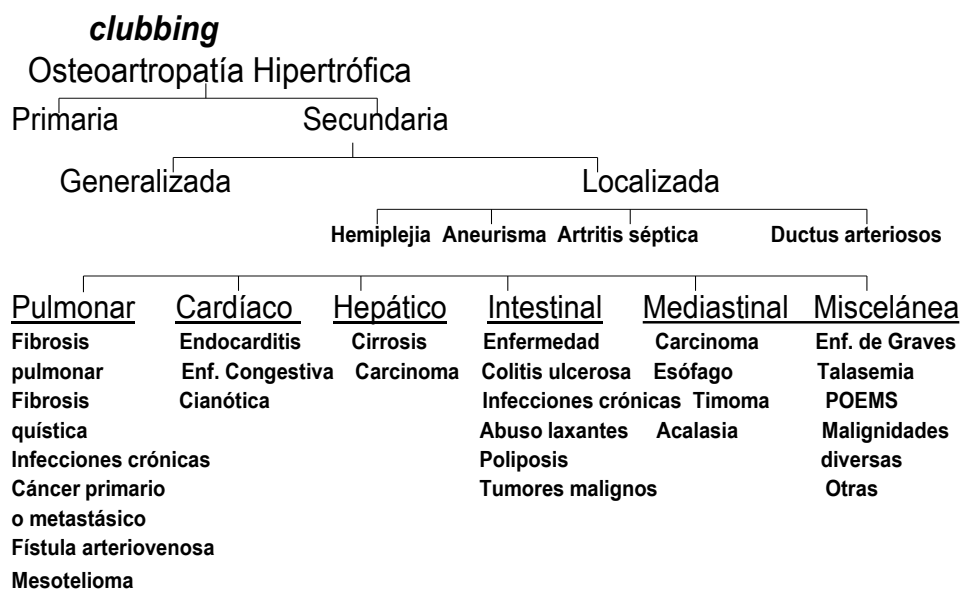 clubbing
Osteoartropatía Hipertrófica
Primaria Secundaria
Generalizada Localizada
Hemiplejia Aneurisma Artritis séptica Ductus arteriosos
Pulmonar Cardíaco Hepático Intestinal Mediastinal Miscelánea
Fibrosis Endocarditis Cirrosis Enfermedad Carcinoma Enf. de Graves
pulmonar Enf. Congestiva Carcinoma Colitis ulcerosa Esófago Talasemia
Fibrosis Cianótica Infecciones crónicas Timoma POEMS
quística Abuso laxantes Acalasia Malignidades
Infecciones crónicas Poliposis diversas
Cáncer primario Tumores malignos Otras
o metastásico
Fístula arteriovenosa
Mesotelioma